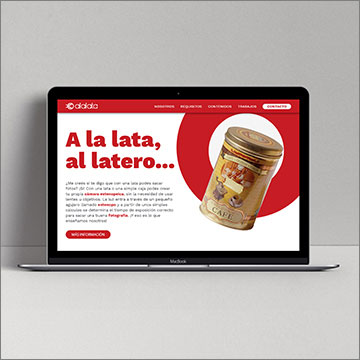 alalata
NOSOTROS REQUISITOS CONTENIDOS TRABAJOS CONTACTO
A la lata,
al latero...
¿Me creés si te digo que con una lata podés sacar
fotos? ¡Sí! Con una lata o una simple caja podés crear
tu propia cámara estenopeica, sin la necesidad de usar
lentes u objetivos. La luz entra a través de un pequeño
agujero llamado estenopo y a partir de unos simples
cálculos se determina el tiempo de exposición correcto
para sacar una buena fotografía. ¡Y eso es lo que
enseñamos nosotros!
MÁS INFORMACIÓN
CAFÉ
MacBook